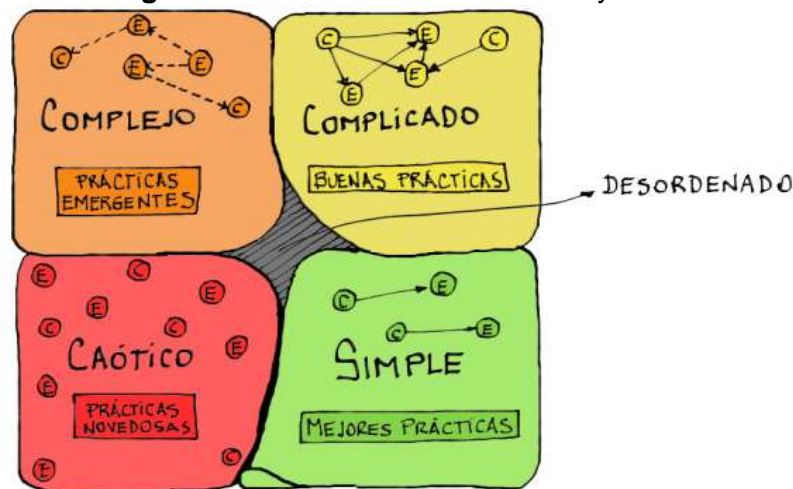 E
C
E
E
C
COMPLEJO
PRÁCTICAS
EMERGENTES
C
E
C
E
E
COMPLICADO
BUENAS PRÁCTICAS
DESORDENADO
E
C
E
E
C
C
E
CAÓTICO
E
PRÁCTICAS
NOVEDOSAS
E
C
C
E
C
E
SIMPLE
MEJORES PRÁCTICAS